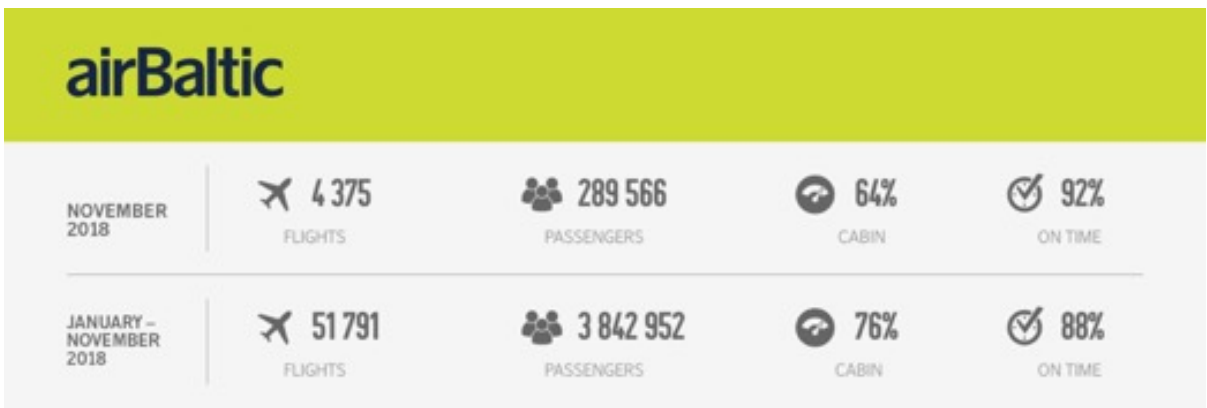 airBaltic
NOVEMBER
2018
4 375
FLIGHTS
289 566
PASSENGERS
64%
CABIN
92%
ON TIME
JANUARY –
NOVEMBER
2018
51 791
FLIGHTS
3 842 952
PASSENGERS
76%
CABIN
88%
ON TIME